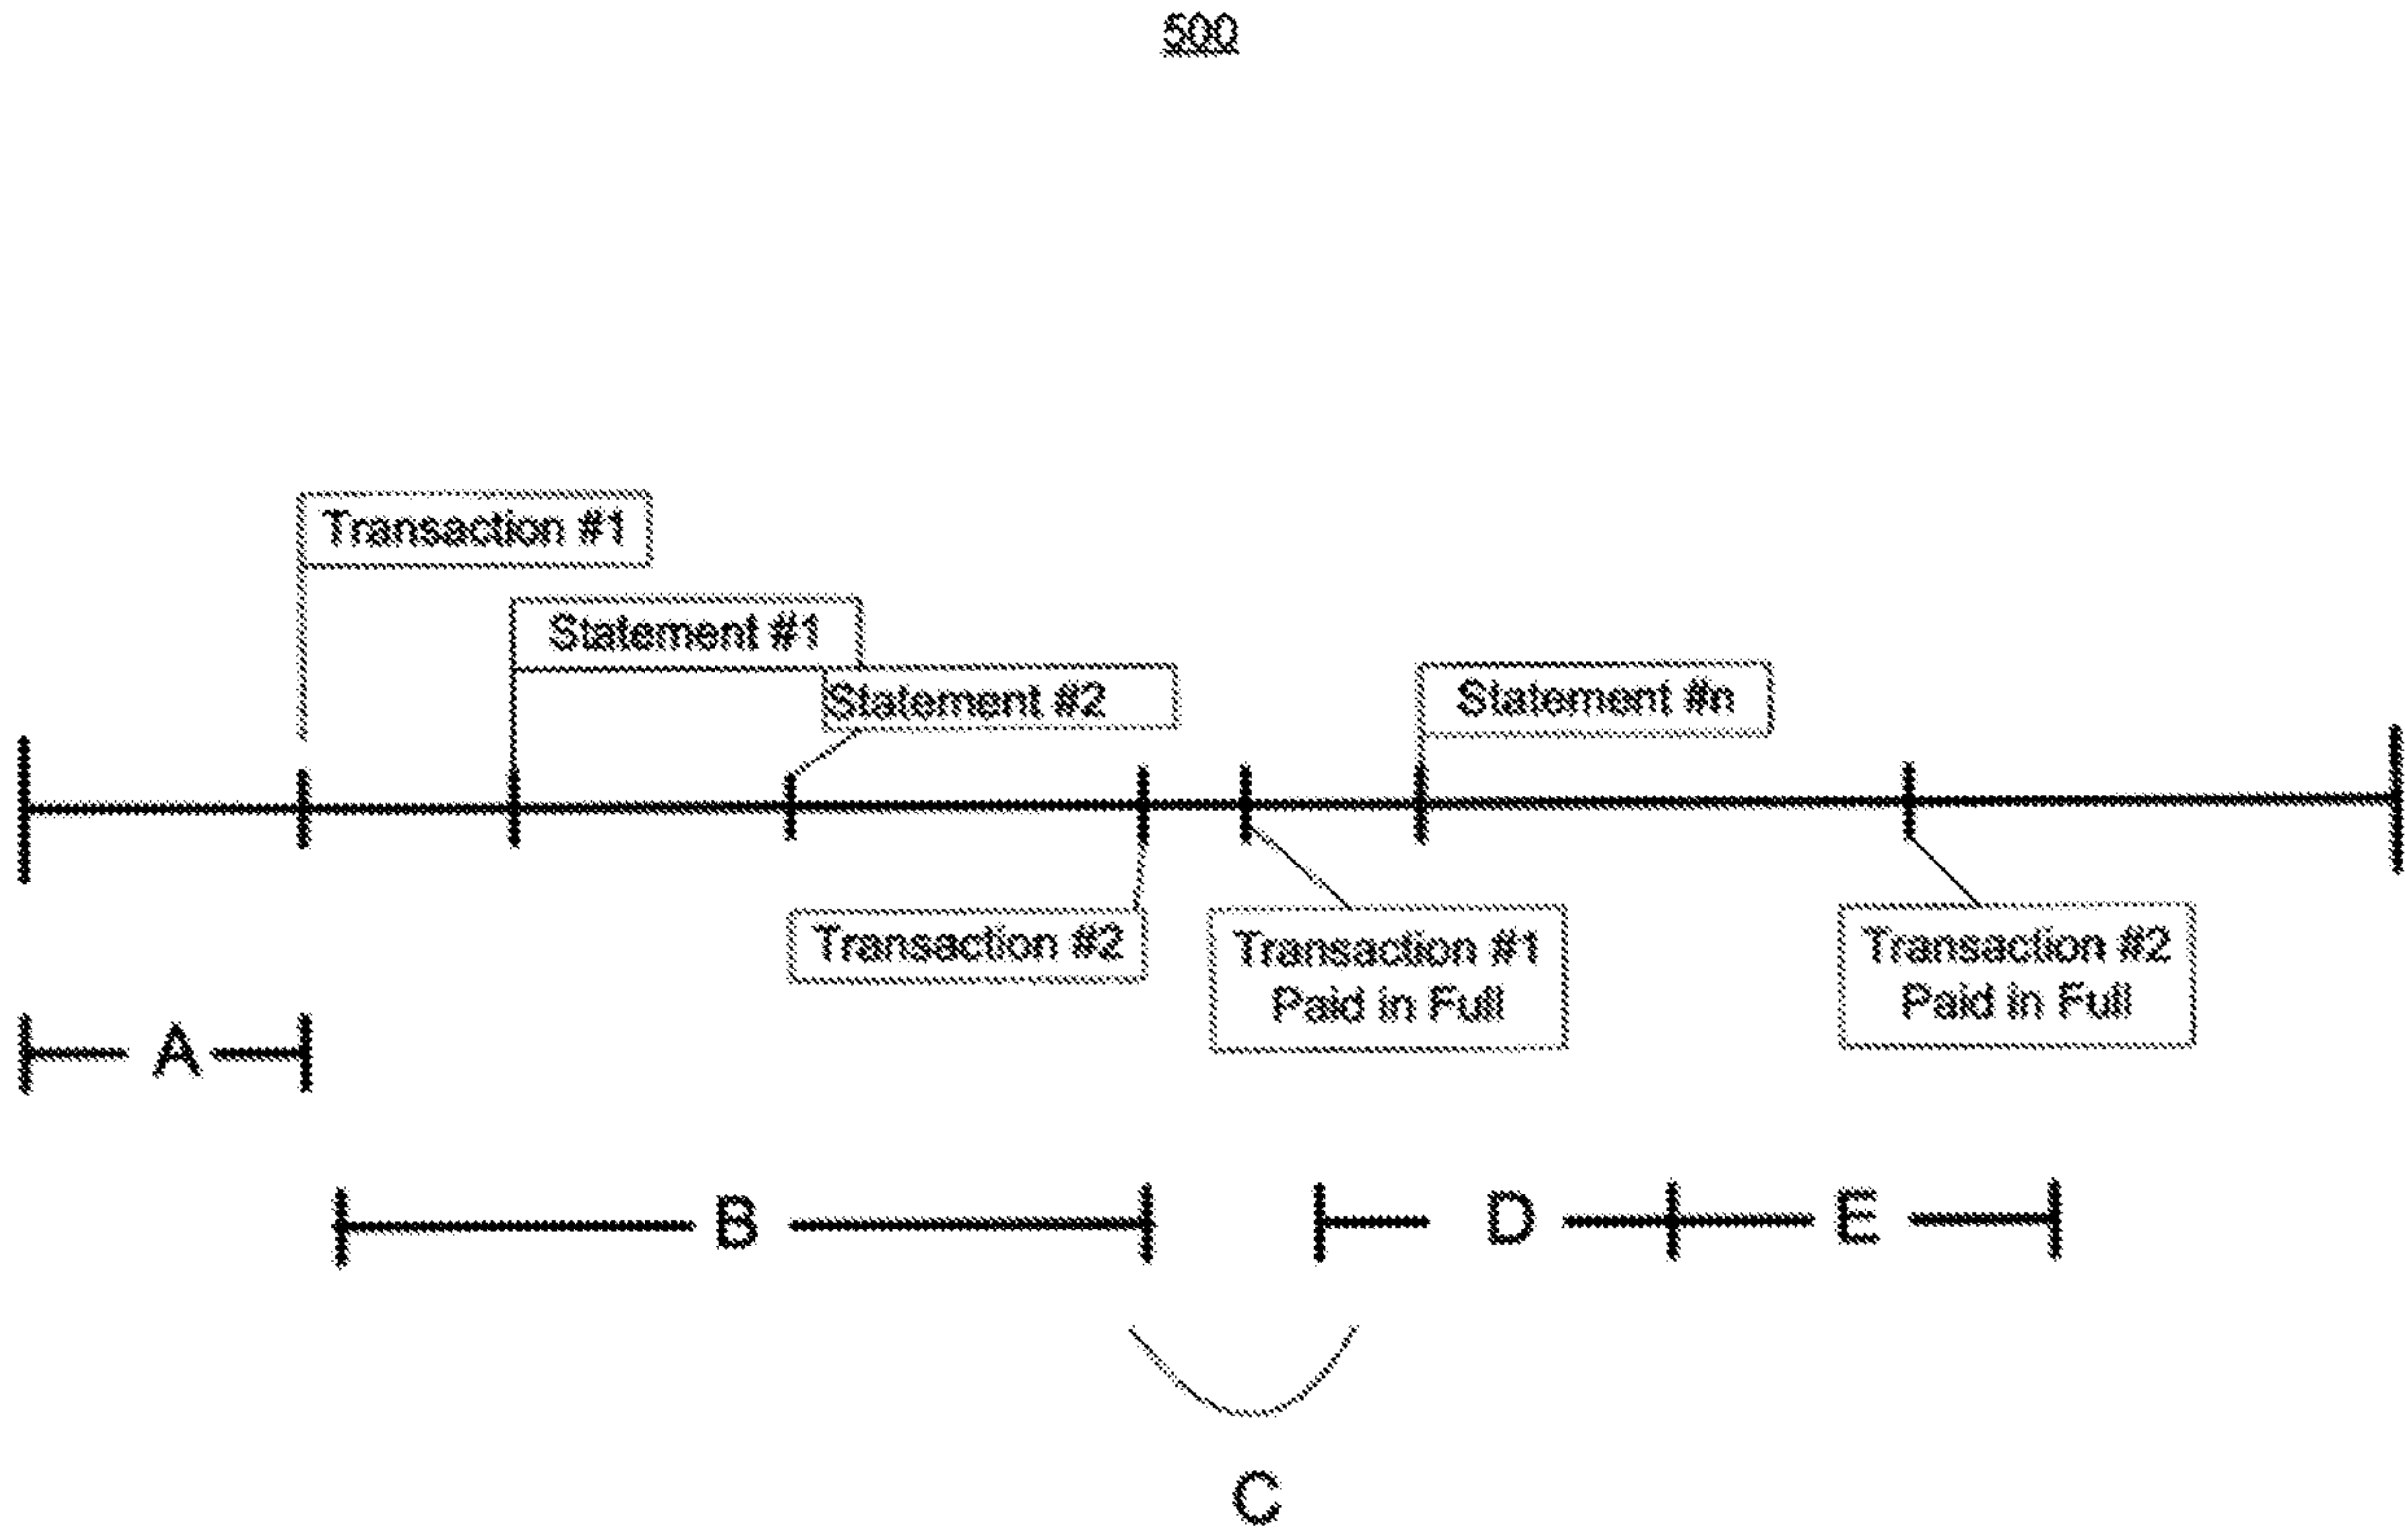 500
Transaction #1
Statement #1
Statement #2
Statement #n
Transaction #2
Transaction #1
Paid in Full
Transaction #2
Paid in Full
A
B
D
E
C